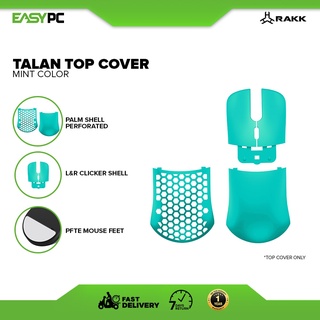 EASYPC
RAKK
TALAN TOP COVER
MINT COLOR
PALM SHELL
PERFORATED
L&R CLICKER SHELL
PFTE MOUSE FEET
*TOP COVER ONLY
FAST
DELIVERY
1